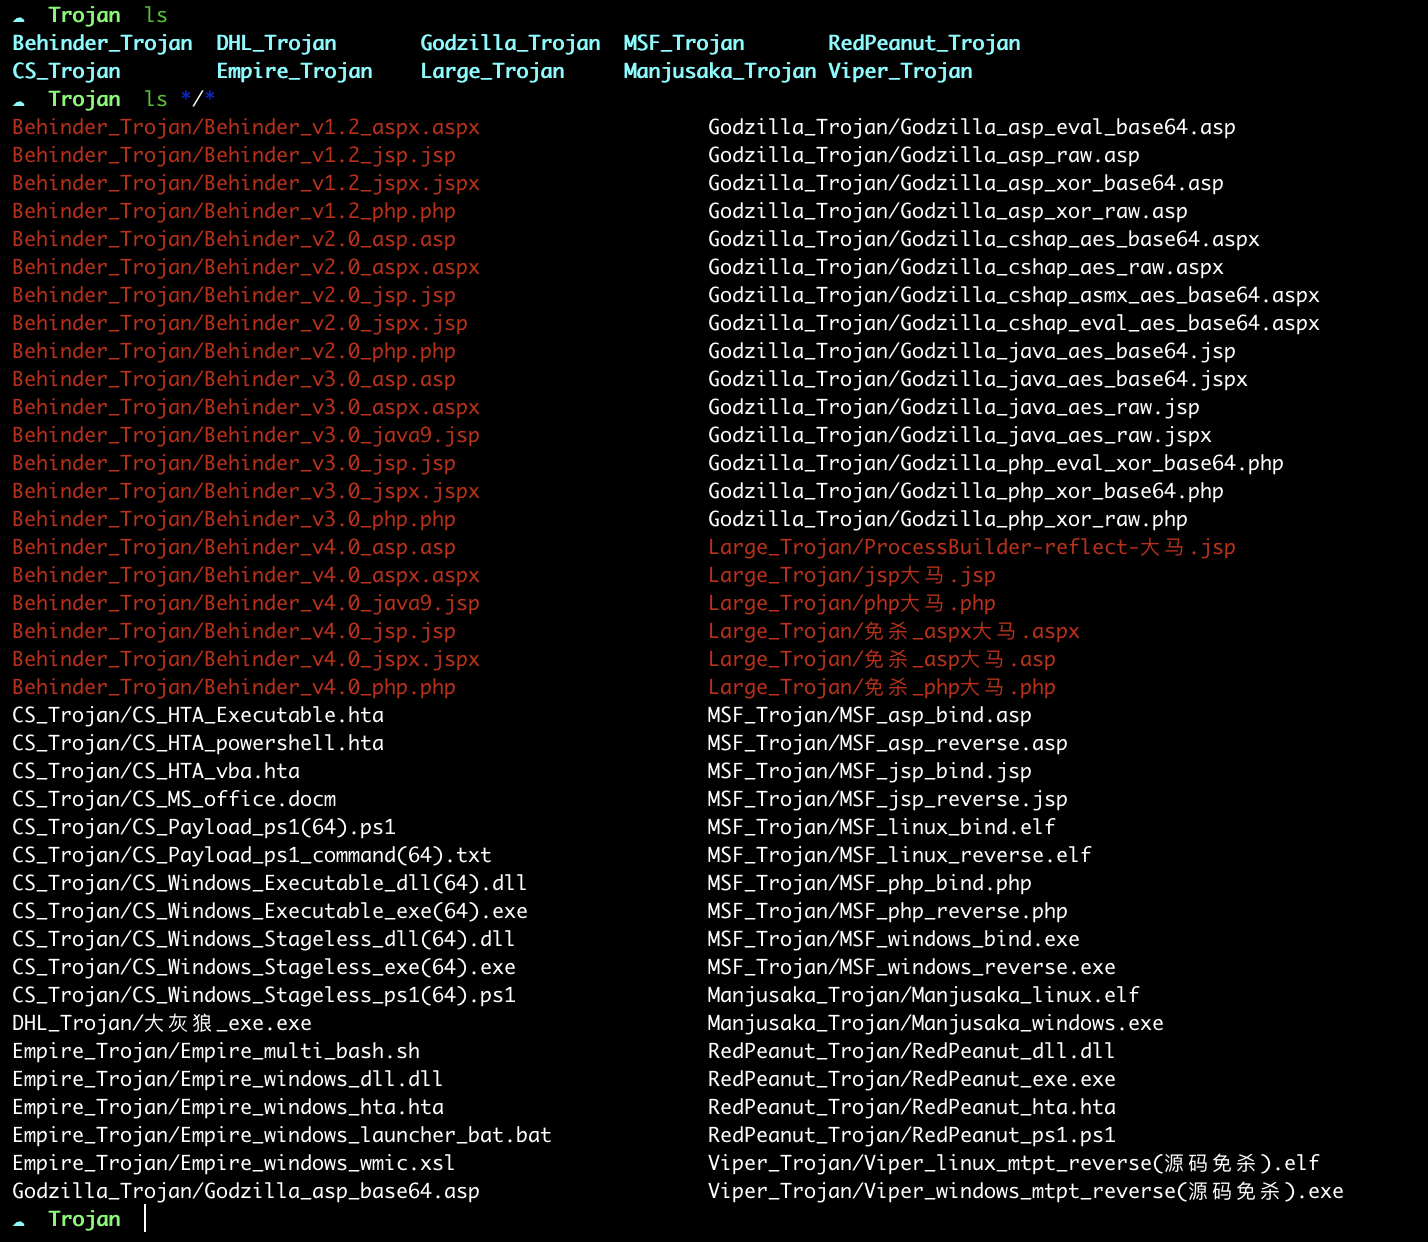 ☁  Trojan  ls
Behinder_Trojan  DHL_Trojan       Godzilla_Trojan  MSF_Trojan       RedPeanut_Trojan
CS_Trojan        Empire_Trojan    Large_Trojan     Manjusaka_Trojan Viper_Trojan
☁  Trojan  ls */*
Behinder_Trojan/Behinder_v1.2_aspx.aspx                   Godzilla_Trojan/Godzilla_asp_eval_base64.asp
Behinder_Trojan/Behinder_v1.2_jsp.jsp                     Godzilla_Trojan/Godzilla_asp_raw.asp
Behinder_Trojan/Behinder_v1.2_jspx.jspx                   Godzilla_Trojan/Godzilla_asp_xor_base64.asp
Behinder_Trojan/Behinder_v1.2_php.php                     Godzilla_Trojan/Godzilla_asp_xor_raw.asp
Behinder_Trojan/Behinder_v2.0_asp.asp                     Godzilla_Trojan/Godzilla_cshap_aes_base64.aspx
Behinder_Trojan/Behinder_v2.0_aspx.aspx                   Godzilla_Trojan/Godzilla_cshap_aes_raw.aspx
Behinder_Trojan/Behinder_v2.0_jsp.jsp                     Godzilla_Trojan/Godzilla_cshap_asmx_aes_base64.aspx
Behinder_Trojan/Behinder_v2.0_jspx.jsp                    Godzilla_Trojan/Godzilla_cshap_eval_aes_base64.aspx
Behinder_Trojan/Behinder_v2.0_php.php                     Godzilla_Trojan/Godzilla_java_aes_base64.jsp
Behinder_Trojan/Behinder_v3.0_asp.asp                     Godzilla_Trojan/Godzilla_java_aes_base64.jspx
Behinder_Trojan/Behinder_v3.0_aspx.aspx                   Godzilla_Trojan/Godzilla_java_aes_raw.jsp
Behinder_Trojan/Behinder_v3.0_java9.jsp                   Godzilla_Trojan/Godzilla_java_aes_raw.jspx
Behinder_Trojan/Behinder_v3.0_jsp.jsp                     Godzilla_Trojan/Godzilla_php_eval_xor_base64.php
Behinder_Trojan/Behinder_v3.0_jspx.jspx                   Godzilla_Trojan/Godzilla_php_xor_base64.php
Behinder_Trojan/Behinder_v3.0_php.php                     Godzilla_Trojan/Godzilla_php_xor_raw.php
Behinder_Trojan/Behinder_v4.0_asp.asp                     Large_Trojan/ProcessBuilder-reflect-大马.jsp
Behinder_Trojan/Behinder_v4.0_aspx.aspx                   Large_Trojan/jsp大马.jsp
Behinder_Trojan/Behinder_v4.0_java9.jsp                   Large_Trojan/php大马.php
Behinder_Trojan/Behinder_v4.0_jsp.jsp                     Large_Trojan/免杀_aspx大马.aspx
Behinder_Trojan/Behinder_v4.0_jspx.jspx                   Large_Trojan/免杀_asp大马.asp
Behinder_Trojan/Behinder_v4.0_php.php                     Large_Trojan/免杀_php大马.php
CS_Trojan/CS_HTA_Executable.hta                           MSF_Trojan/MSF_asp_bind.asp
CS_Trojan/CS_HTA_powershell.hta                           MSF_Trojan/MSF_asp_reverse.asp
CS_Trojan/CS_HTA_vba.hta                                  MSF_Trojan/MSF_jsp_bind.jsp
CS_Trojan/CS_MS_office.docm                               MSF_Trojan/MSF_jsp_reverse.jsp
CS_Trojan/CS_Payload_ps1(64).ps1                          MSF_Trojan/MSF_linux_bind.elf
CS_Trojan/CS_Payload_ps1_command(64).txt                  MSF_Trojan/MSF_linux_reverse.elf
CS_Trojan/CS_Windows_Executable_dll(64).dll               MSF_Trojan/MSF_php_bind.php
CS_Trojan/CS_Windows_Executable_exe(64).exe               MSF_Trojan/MSF_php_reverse.php
CS_Trojan/CS_Windows_Stageless_dll(64).dll                MSF_Trojan/MSF_windows_bind.exe
CS_Trojan/CS_Windows_Stageless_exe(64).exe                MSF_Trojan/MSF_windows_reverse.exe
CS_Trojan/CS_Windows_Stageless_ps1(64).ps1                Manjusaka_Trojan/Manjusaka_linux.elf
DHL_Trojan/大灰狼_exe.exe                                 Manjusaka_Trojan/Manjusaka_windows.exe
Empire_Trojan/Empire_multi_bash.sh                        RedPeanut_Trojan/RedPeanut_dll.dll
Empire_Trojan/Empire_windows_dll.dll                      RedPeanut_Trojan/RedPeanut_exe.exe
Empire_Trojan/Empire_windows_hta.hta                      RedPeanut_Trojan/RedPeanut_hta.hta
Empire_Trojan/Empire_windows_launcher_bat.bat             RedPeanut_Trojan/RedPeanut_ps1.ps1
Empire_Trojan/Empire_windows_wmic.xsl                     Viper_Trojan/Viper_linux_mtpt_reverse(源码免杀).elf
Godzilla_Trojan/Godzilla_asp_base64.asp                   Viper_Trojan/Viper_windows_mtpt_reverse(源码免杀).exe
☁  Trojan